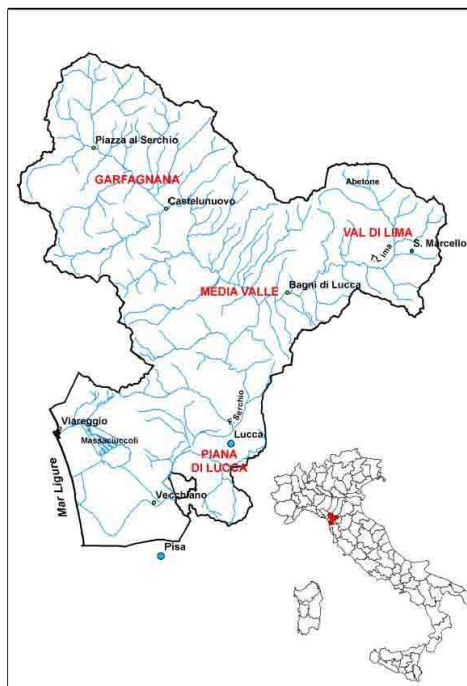 Piazza al Serchio
GARFAGNANA
Castelunuovo
Abetone
VAL DI LIMA
T. Lima
S. Marcello
MEDIA VALLE
Bagni di Lucca
F. Serchio
Viareggio
Massaciuccoli
Lucca
PIANA
DI LUCCA
Mar Ligure
Vecchiano
Pisa